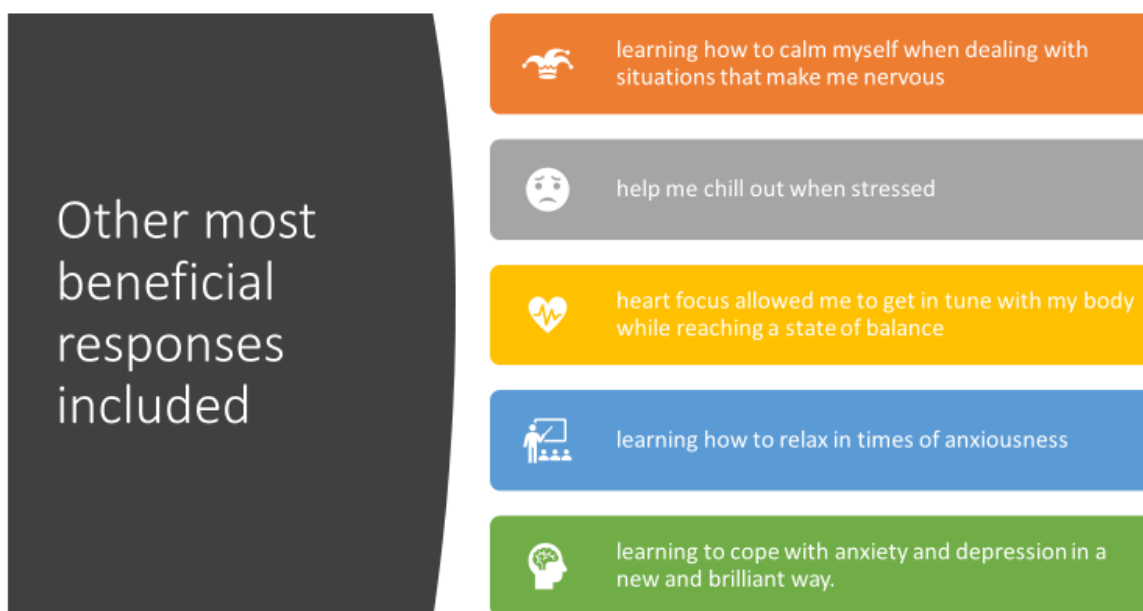 Other most
beneficial
responses
included
learning how to calm myself when dealing with
situations that make me nervous
help me chill out when stressed
heart focus allowed me to get in tune with my body
while reaching a state of balance
learning how to relax in times of anxiousness
learning to cope with anxiety and depression in a
new and brilliant way.